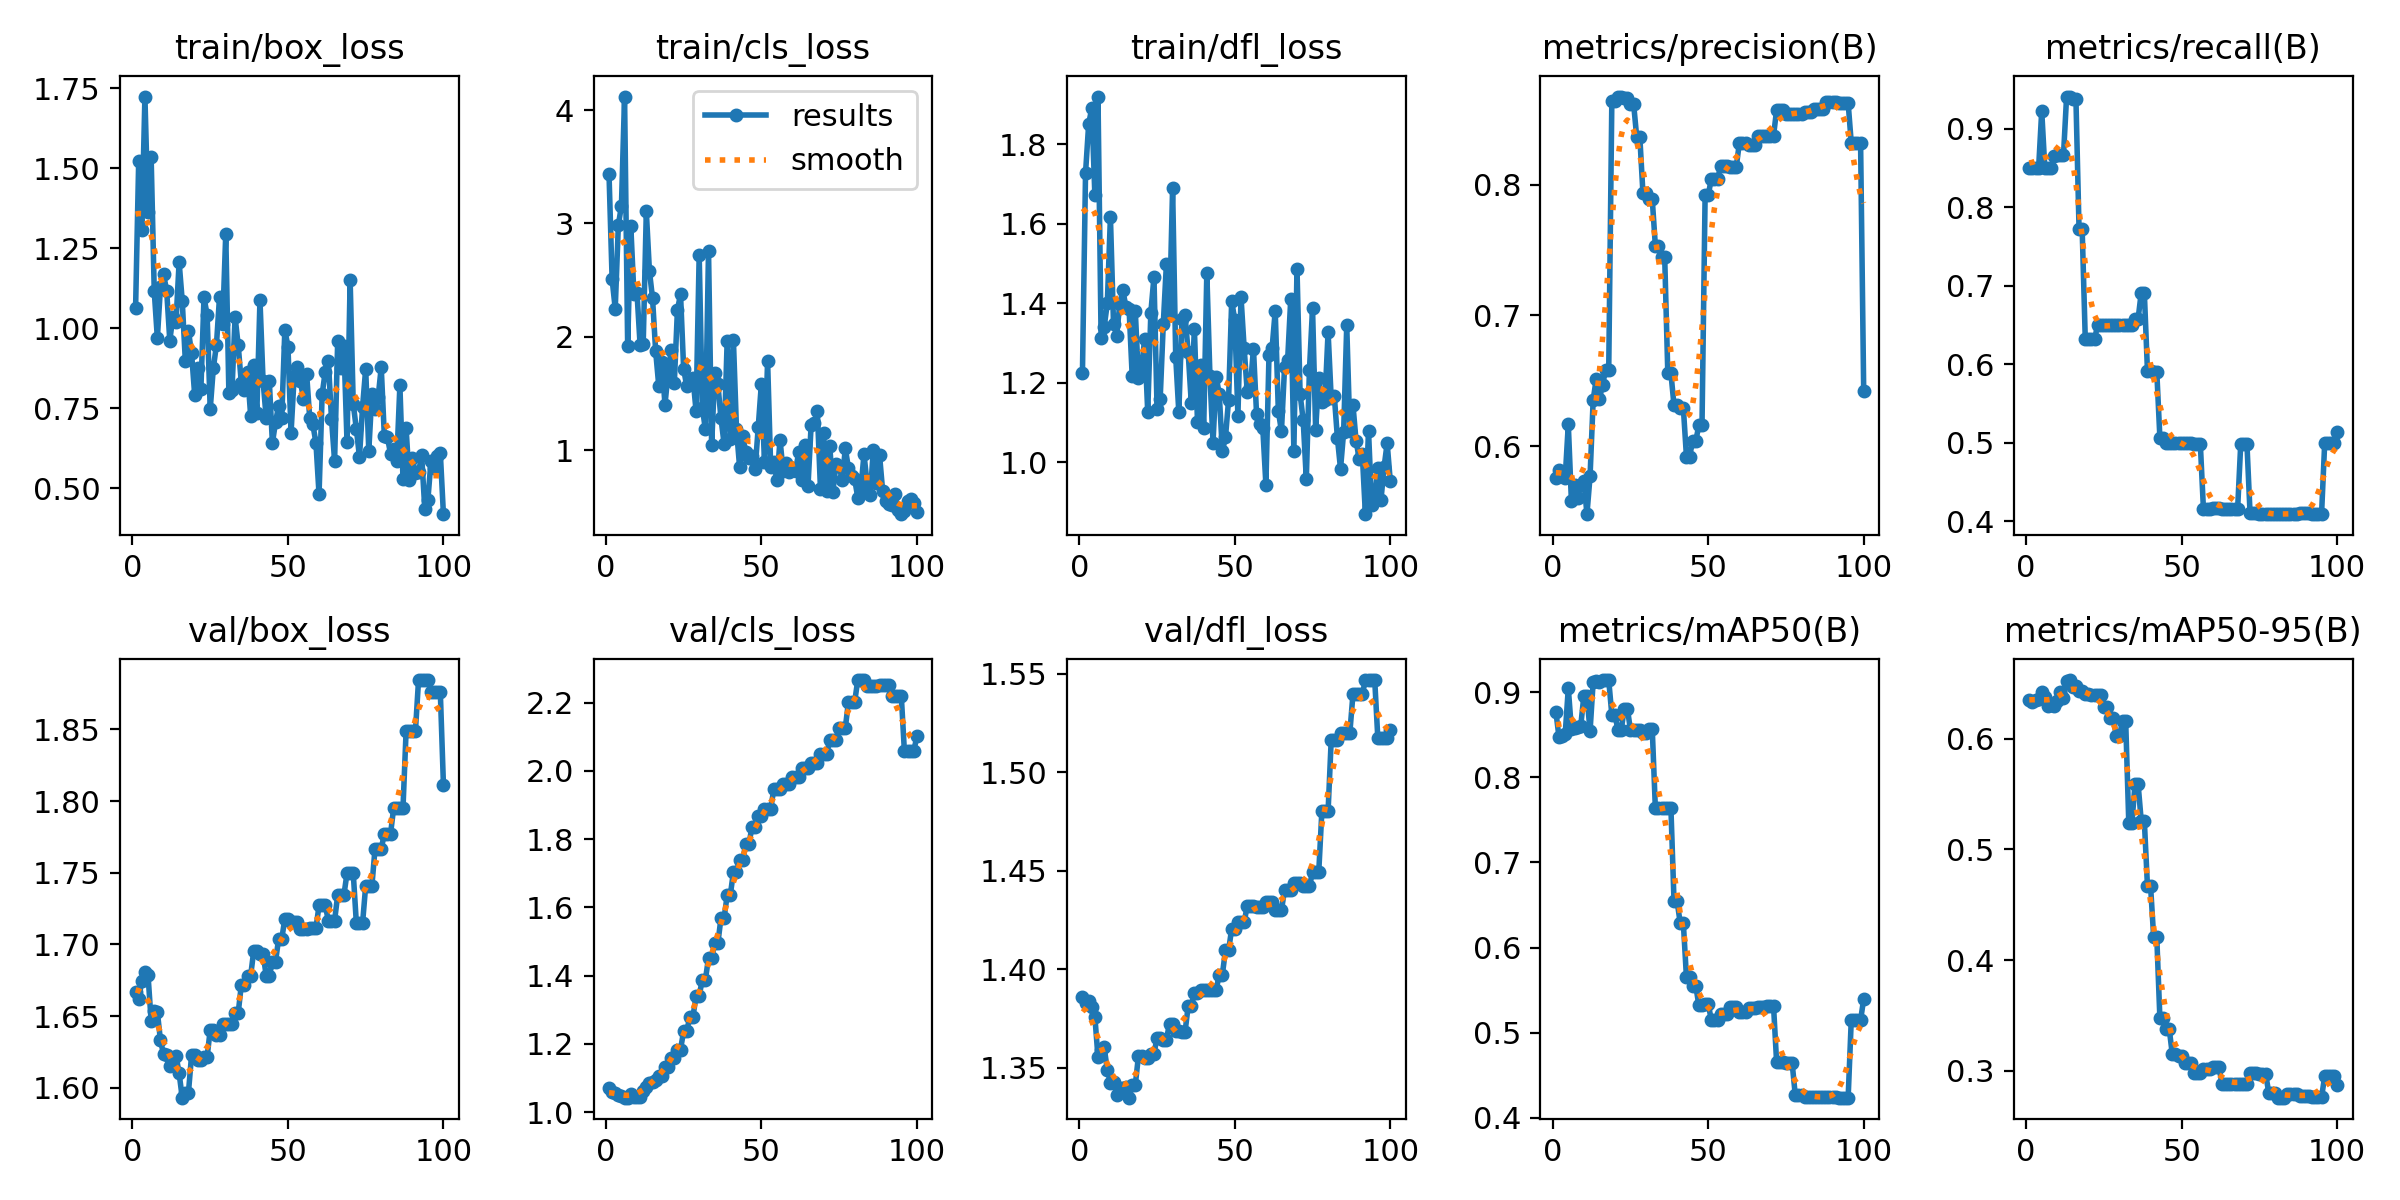 train/box_loss
1.75
1.50
1.25
1.00
0.75
0.50
0 50 100
train/cls_loss
results
smooth
4
3
2
1
0 50 100
train/dfl_loss
1.8
1.6
1.4
1.2
1.0
0 50 100
metrics/precision(B)
0.8
0.7
0.6
0 50 100
metrics/recall(B)
0.9
0.8
0.7
0.6
0.5
0.4
0 50 100
val/box_loss
1.85
1.80
1.75
1.70
1.65
1.60
0 50 100
val/cls_loss
2.2
2.0
1.8
1.6
1.4
1.2
1.0
0 50 100
val/dfl_loss
1.55
1.50
1.45
1.40
1.35
0 50 100
metrics/mAP50(B)
0.9
0.8
0.7
0.6
0.5
0.4
0 50 100
metrics/mAP50-95(B)
0.6
0.5
0.4
0.3
0 50 100